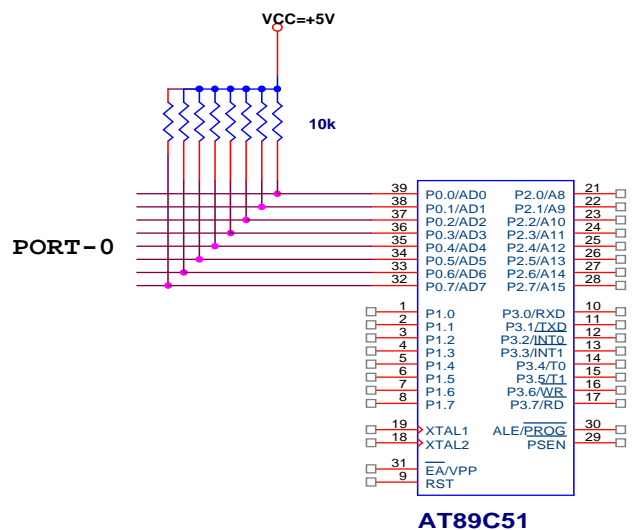 VCC=+5V
10k
PORT-0
39 P0.0/AD0 P2.0/A8 21
38 P0.1/AD1 P2.1/A9 22
37 P0.2/AD2 P2.2/A10 23
36 P0.3/AD3 P2.3/A11 24
35 P0.4/AD4 P2.4/A12 25
34 P0.5/AD5 P2.5/A13 26
33 P0.6/AD6 P2.6/A14 27
32 P0.7/AD7 P2.7/A15 28
1 P1.0 P3.0/RXD 10
2 P1.1 P3.1/TXD 11
3 P1.2 P3.2/INT0 12
4 P1.3 P3.3/INT1 13
5 P1.4 P3.4/T0 14
6 P1.5 P3.5/T1 15
7 P1.6 P3.6/WR 16
8 P1.7 P3.7/RD 17
19 XTAL1 ALE/PROG 30
18 XTAL2 PSEN 29
31 EA/VPP
9 RST
AT89C51